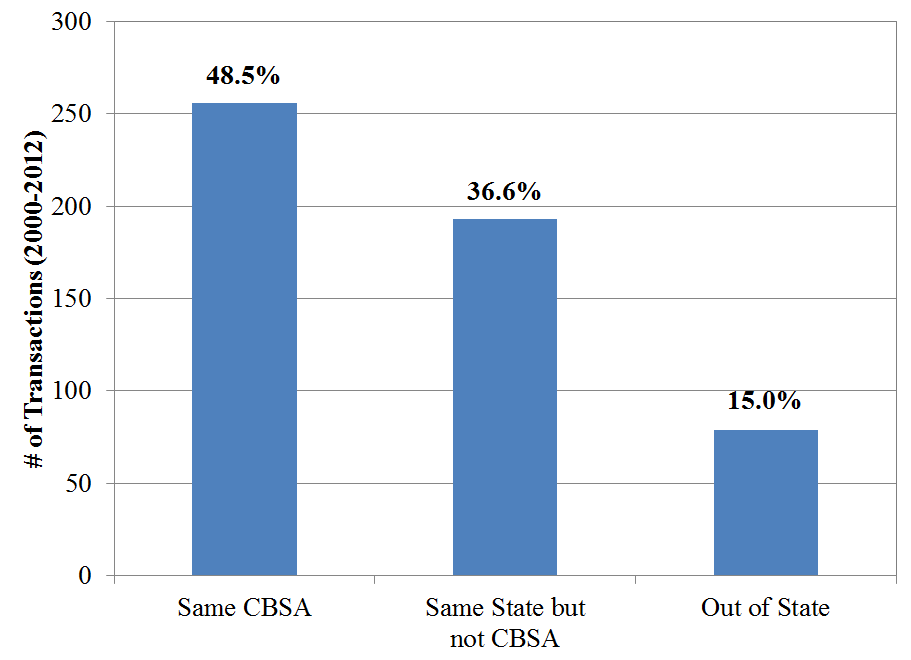 # of Transactions (2000-2012)
300
250
200
150
100
50
0
48.5%
36.6%
15.0%
Same CBSA
Same State but
not CBSA
Out of State